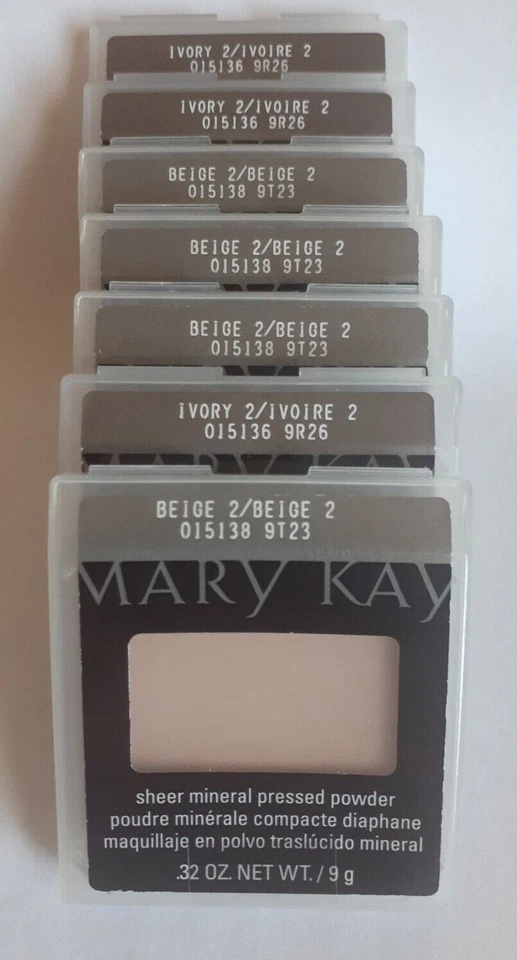 IVORY 2/IVOIRE 2
015136 9R26
IVORY 2/IVOIRE 2
015136 9R26
BEIGE 2/BEIGE 2
015138 9T23
BEIGE 2/BEIGE 2
015138 9T23
BEIGE 2/BEIGE 2
015138 9T23
IVORY 2/IVOIRE 2
015136 9R26
MARY KAY
BEIGE 2/BEIGE 2
015138 9T23
MARY KAY
sheer mineral pressed powder
poudre minérale compacte diaphane
maquillaje en polvo traslúcido mineral
.32 OZ. NET WT. / 9 g